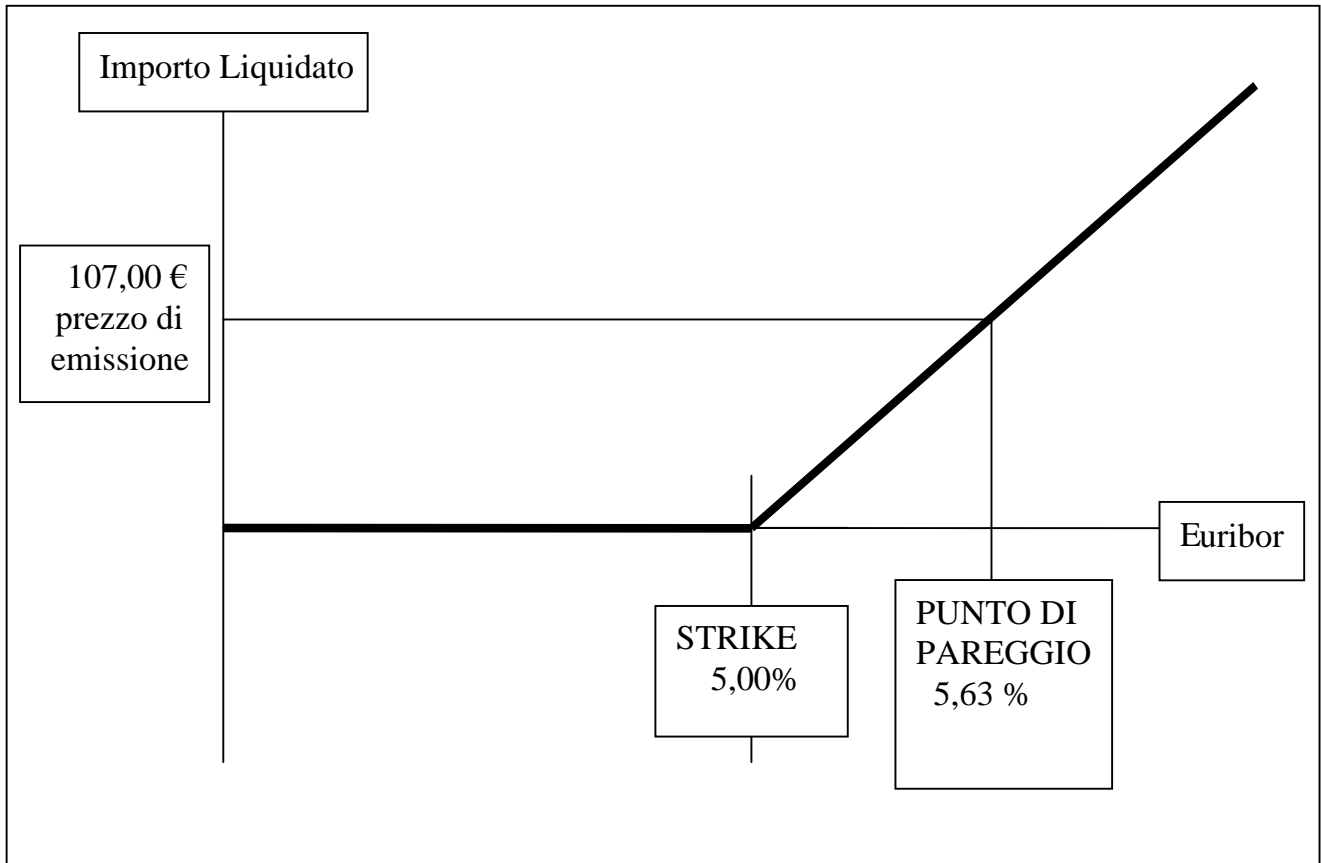 Importo Liquidato
107,00 €
prezzo di
emissione
Euribor
STRIKE
5,00%
PUNTO DI
PAREGGIO
5,63 %